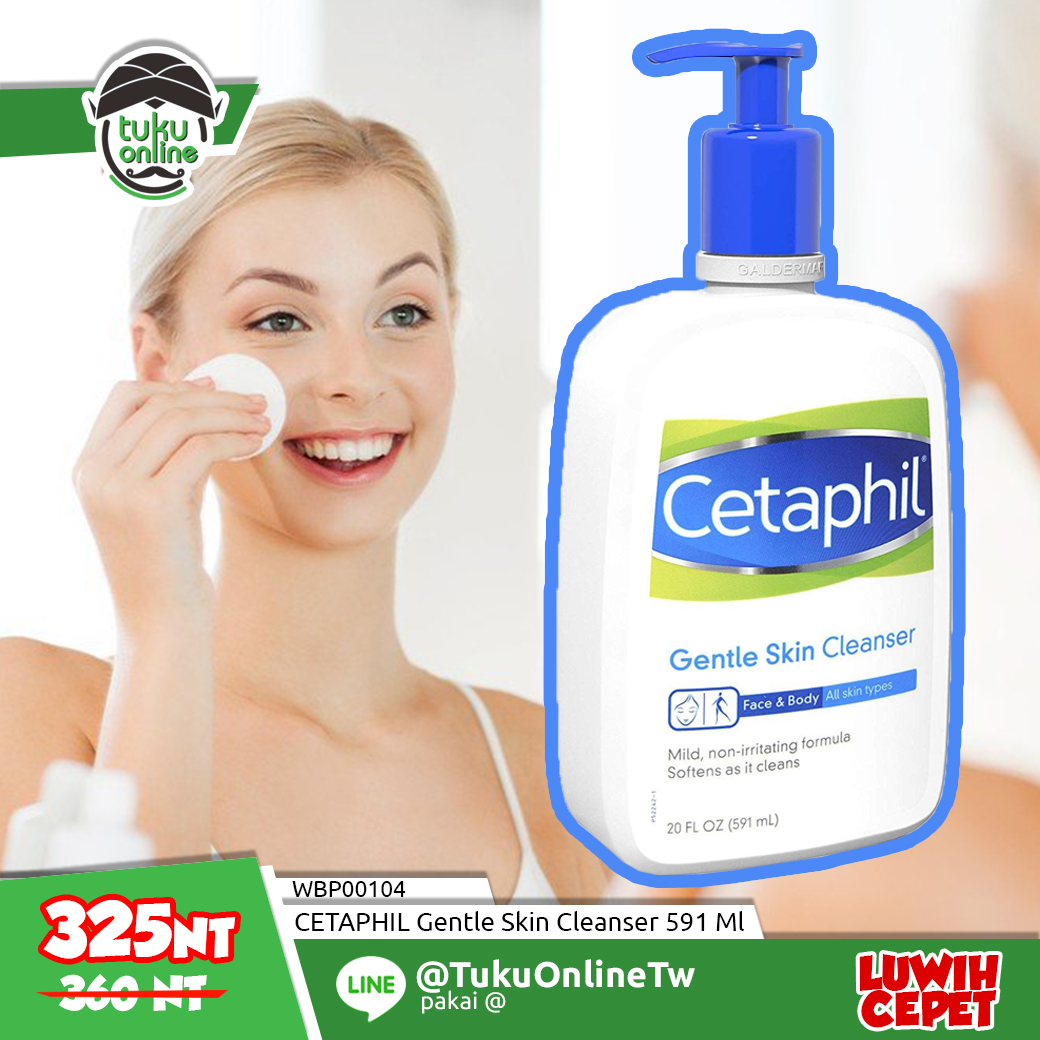 tuku
online
GALDERMA
Cetaphil®
Gentle Skin Cleanser
Face & Body All skin types
Mild, non-irritating formula
Softens as it cleans
20 FL OZ (591 mL)
WBP00104
CETAPHIL Gentle Skin Cleanser 591 Ml
325NT
360 NT
LINE
@TukuOnlineTw
pakai @
LUWIH
CEPET